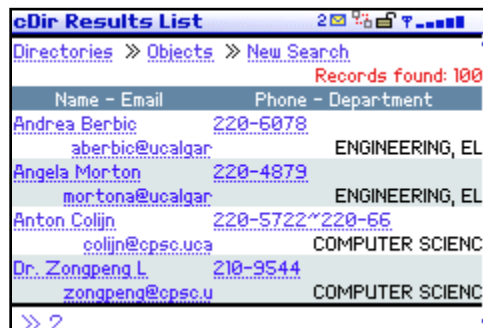 cDir Results List 2
Directories >> Objects >> New Search
Records found: 100
Name - Email Phone - Department
Andrea Berbic 220-6078
aberbic@ucalgar ENGINEERING, EL
Angela Morton 220-4879
mortona@ucalgar ENGINEERING, EL
Anton Colijn 220-5722~220-66
colijn@cpsc.uca COMPUTER SCIENC
Dr. Zongpeng L 210-9544
zongpeng@cpsc.u COMPUTER SCIENC
>> 2